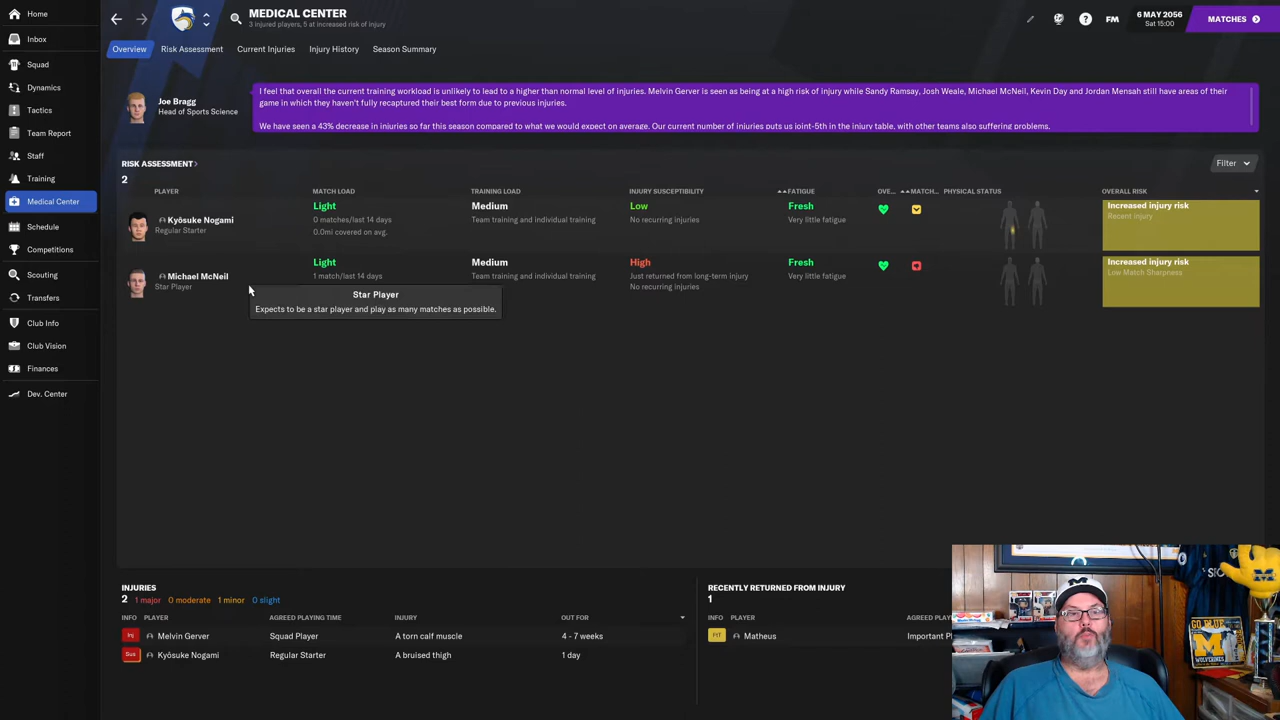 Home
Inbox
Squad
Dynamics
Tactics
Team Report
Staff
Training
Medical Center
Schedule
Competitions
Scouting
Transfers
Club Info
Club Vision
Finances
Dev. Center
MEDICAL CENTER
3 injured players, 5 at increased risk of injury
FM
6 MAY 2056
Sat 15:00
MATCHES
Overview
Risk Assessment
Current Injuries
Injury History
Season Summary
Joe Bragg
Head of Sports Science
I feel that overall the current training workload is unlikely to lead to a higher than normal level of injuries. Melvin Gerver is seen as being at a high risk of injury while Sandy Ramsay, Josh Weale, Michael McNeil, Kevin Day and Jordan Mensah still have areas of their
game in which they haven't fully recaptured their best form due to previous injuries.
We have seen a 43% decrease in injuries so far this season compared to what we would expect on average. Our current number of injuries puts us joint-5th in the injury table, with other teams also suffering problems.
RISK ASSESSMENT
2
Filter
PLAYER MATCH LOAD TRAINING LOAD INJURY SUSCEPTIBILITY FATIGUE OVE... MATCH... PHYSICAL STATUS OVERALL RISK
Kyōsuke Nogami
Regular Starter
Light
0 matches/last 14 days
0.0mi covered on avg.
Medium
Team training and individual training
Low
No recurring injuries
Fresh
Very little fatigue
Increased injury risk
Recent injury
Michael McNeil
Star Player
Light
1 match/last 14 days
Medium
Team training and individual training
High
Just returned from long-term injury
No recurring injuries
Fresh
Very little fatigue
Increased injury risk
Low Match Sharpness
Star Player
Expects to be a star player and play as many matches as possible.
INJURIES
2 1 major 0 moderate 1 minor 0 slight
INFO PLAYER AGREED PLAYING TIME INJURY OUT FOR
Inj Melvin Gerver Squad Player A torn calf muscle 4 - 7 weeks
Sus Kyōsuke Nogami Regular Starter A bruised thigh 1 day
RECENTLY RETURNED FROM INJURY
1
INFO PLAYER AGREED PLAY
FIT Matheus Important Pl
GO BLUE
M
WOLVERINES